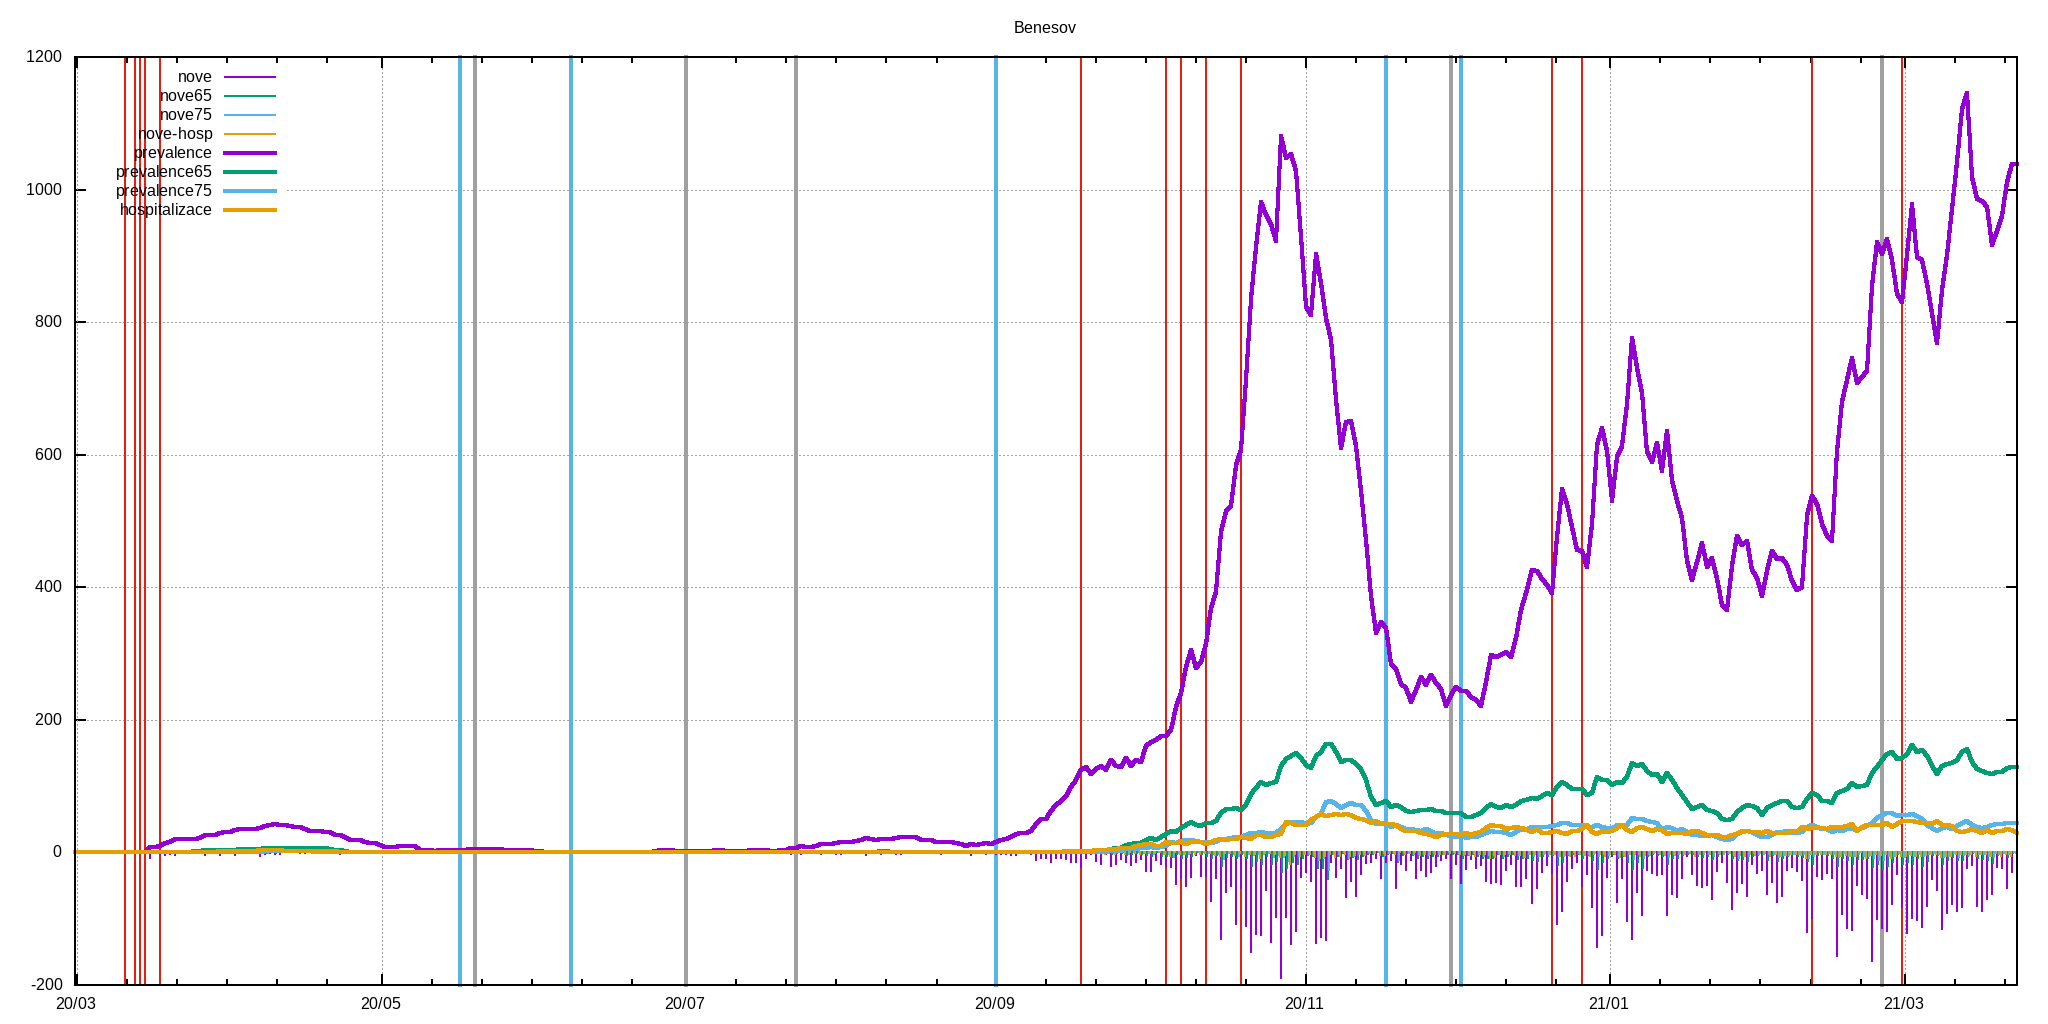 Benesov
1200
1000
800
600
400
200
0
-200
nove
nove65
nove75
nove-hosp
prevalence
prevalence65
prevalence75
hospitalizace
20/03
20/05
20/07
20/09
20/11
21/01
21/03